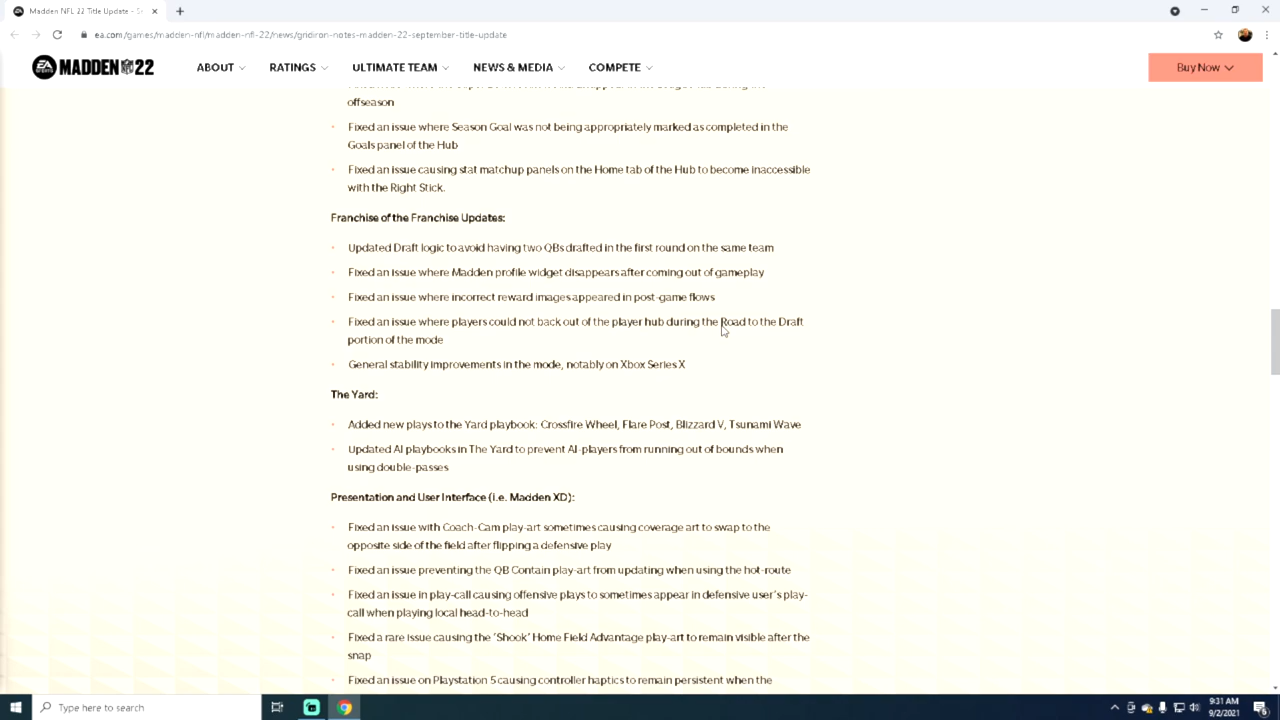 Madden NFL 22 Title Update - S
ea.com/games/madden-nfl/madden-nfl-22/news/gridiron-notes-madden-22-september-title-update
EA SPORTS MADDEN NFL 22
ABOUT
RATINGS
ULTIMATE TEAM
NEWS & MEDIA
COMPETE
Buy Now
offseason
Fixed an issue where Season Goal was not being appropriately marked as completed in the
Goals panel of the Hub
Fixed an issue causing stat matchup panels on the Home tab of the Hub to become inaccessible
with the Right Stick.
Franchise of the Franchise Updates:
Updated Draft logic to avoid having two QBs drafted in the first round on the same team
Fixed an issue where Madden profile widget disappears after coming out of gameplay
Fixed an issue where incorrect reward images appeared in post-game flows
Fixed an issue where players could not back out of the player hub during the Road to the Draft
portion of the mode
General stability improvements in the mode, notably on Xbox Series X
The Yard:
Added new plays to the Yard playbook: Crossfire Wheel, Flare Post, Blizzard V, Tsunami Wave
Updated AI playbooks in The Yard to prevent AI-players from running out of bounds when
using double-passes
Presentation and User Interface (i.e. Madden XD):
Fixed an issue with Coach-Cam play-art sometimes causing coverage art to swap to the
opposite side of the field after flipping a defensive play
Fixed an issue preventing the QB Contain play-art from updating when using the hot-route
Fixed an issue in play-call causing offensive plays to sometimes appear in defensive user's play-
call when playing local head-to-head
Fixed a rare issue causing the 'Shook' Home Field Advantage play-art to remain visible after the
snap
Fixed an issue on Playstation 5 causing controller haptics to remain persistent when the
Type here to search
9:31 AM
9/2/2021